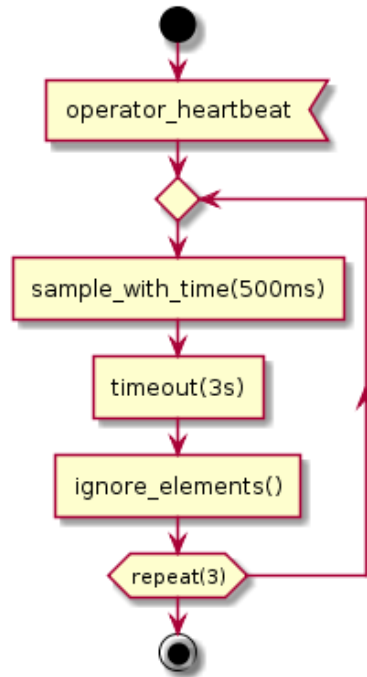 operator_heartbeat
sample_with_time(500ms)
timeout(3s)
ignore_elements()
repeat(3)